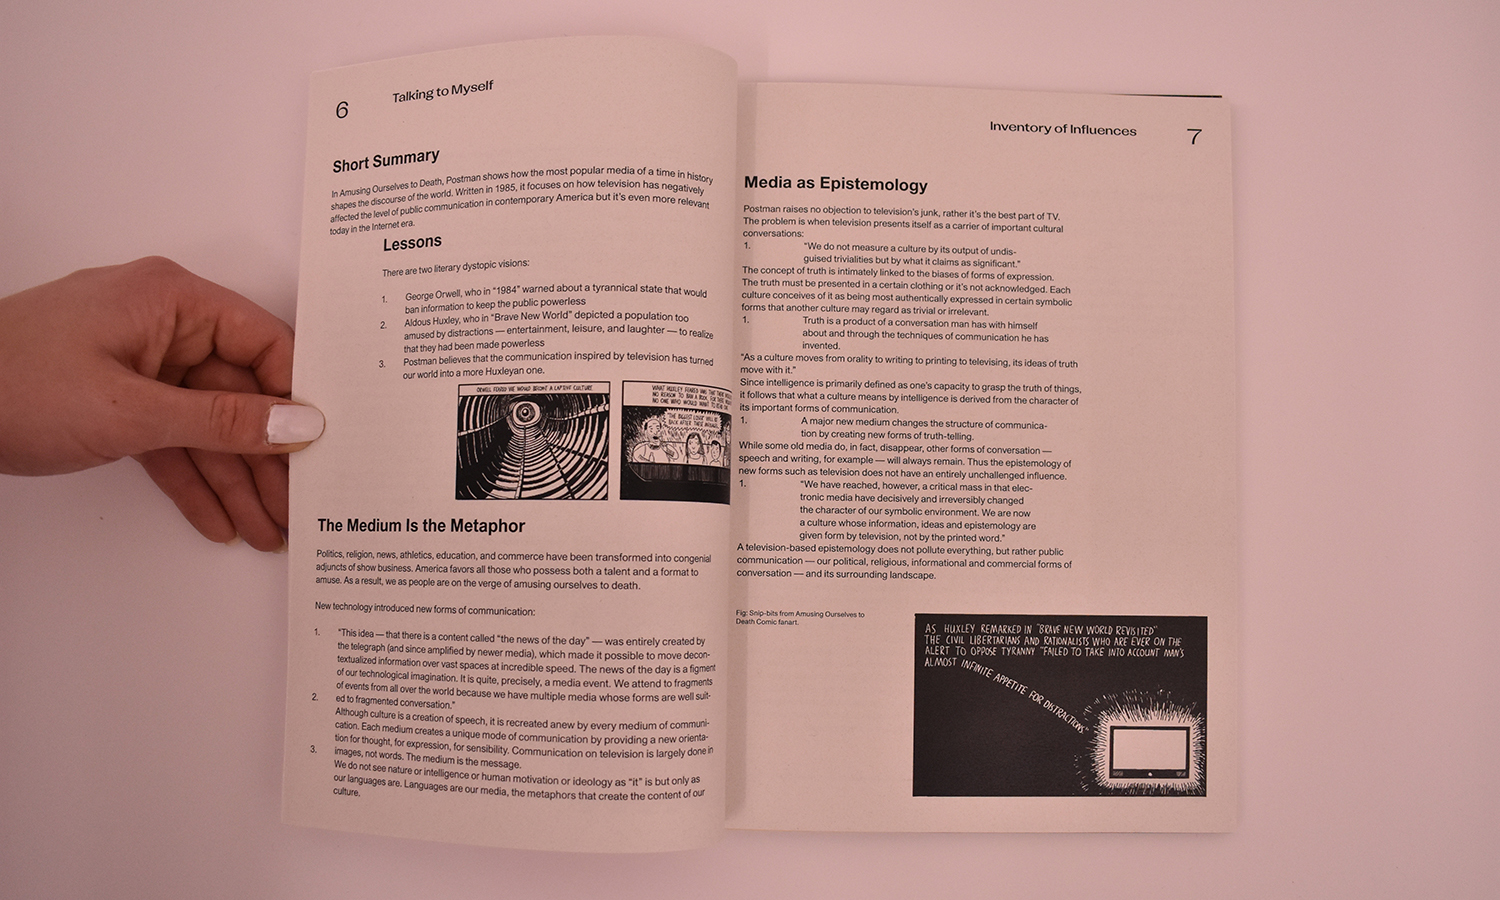 6
Talking to Myself
Short Summary
In Amusing Ourselves to Death, Postman shows how the most popular media of a time in history
shapes the discourse of the world. Written in 1985, it focuses on how television has negatively
affected the level of public communication in contemporary America but it's even more relevant
today in the Internet era.
Lessons
There are two literary dystopic visions:
1. George Orwell, who in "1984" warned about a tyrannical state that would
ban information to keep the public powerless
2. Aldous Huxley, who in "Brave New World" depicted a population too
amused by distractions — entertainment, leisure, and laughter — to realize
that they had been made powerless
3. Postman believes that the communication inspired by television has turned
our world into a more Huxleyan one.
ORWELL FEARED WE WOULD BECOME A CAPTIVE CULTURE.
WHAT HUXLEY FEARED WAS THAT THERE
NO REASON TO BAN A BOOK, FOR THERE
NO ONE WHO WOULD WANT TO READ ONE.
"THE BIGGEST LOSER" WILL BE
BACK AFTER THESE MESSAGES
The Medium Is the Metaphor
Politics, religion, news, athletics, education, and commerce have been transformed into congenial
adjuncts of show business. America favors all those who possess both a talent and a format to
amuse. As a result, we as people are on the verge of amusing ourselves to death.
New technology introduced new forms of communication:
1. "This idea — that there is a content called "the news of the day" — was entirely created by
the telegraph (and since amplified by newer media), which made it possible to move decon-
textualized information over vast spaces at incredible speed. The news of the day is a figment
of our technological imagination. It is quite, precisely, a media event. We attend to fragments
of events from all over the world because we have multiple media whose forms are well suit-
2. ed to fragmented conversation."
Although culture is a creation of speech, it is recreated anew by every medium of communi-
cation. Each medium creates a unique mode of communication by providing a new orienta-
tion for thought, for expression, for sensibility. Communication on television is largely done in
3. images, not words. The medium is the message.
We do not see nature or intelligence or human motivation or ideology as "it" is but only as
our languages are. Languages are our media, the metaphors that create the content of our
culture.
Inventory of Influences
7
Media as Epistemology
Postman raises no objection to television's junk, rather it's the best part of TV.
The problem is when television presents itself as a carrier of important cultural
conversations:
1. "We do not measure a culture by its output of undis-
guised trivialities but by what it claims as significant."
The concept of truth is intimately linked to the biases of forms of expression.
The truth must be presented in a certain clothing or it's not acknowledged. Each
culture conceives of it as being most authentically expressed in certain symbolic
forms that another culture may regard as trivial or irrelevant.
1. Truth is a product of a conversation man has with himself
about and through the techniques of communication he has
invented.
"As a culture moves from orality to writing to printing to televising, its ideas of truth
move with it."
Since intelligence is primarily defined as one's capacity to grasp the truth of things,
it follows that what a culture means by intelligence is derived from the character of
its important forms of communication.
1. A major new medium changes the structure of communica-
tion by creating new forms of truth-telling.
While some old media do, in fact, disappear, other forms of conversation —
speech and writing, for example — will always remain. Thus the epistemology of
new forms such as television does not have an entirely unchallenged influence.
1. "We have reached, however, a critical mass in that elec-
tronic media have decisively and irreversibly changed
the character of our symbolic environment. We are now
a culture whose information, ideas and epistemology are
given form by television, not by the printed word."
A television-based epistemology does not pollute everything, but rather public
communication — our political, religious, informational and commercial forms of
conversation — and its surrounding landscape.
Fig: Snip-bits from Amusing Ourselves to
Death Comic fanart.
AS HUXLEY REMARKED IN "BRAVE NEW WORLD REVISITED"
THE CIVIL LIBERTARIANS AND RATIONALISTS WHO ARE EVER ON THE
ALERT TO OPPOSE TYRANNY "FAILED TO TAKE INTO ACCOUNT MAN'S
ALMOST INFINITE APPETITE FOR DISTRACTIONS."